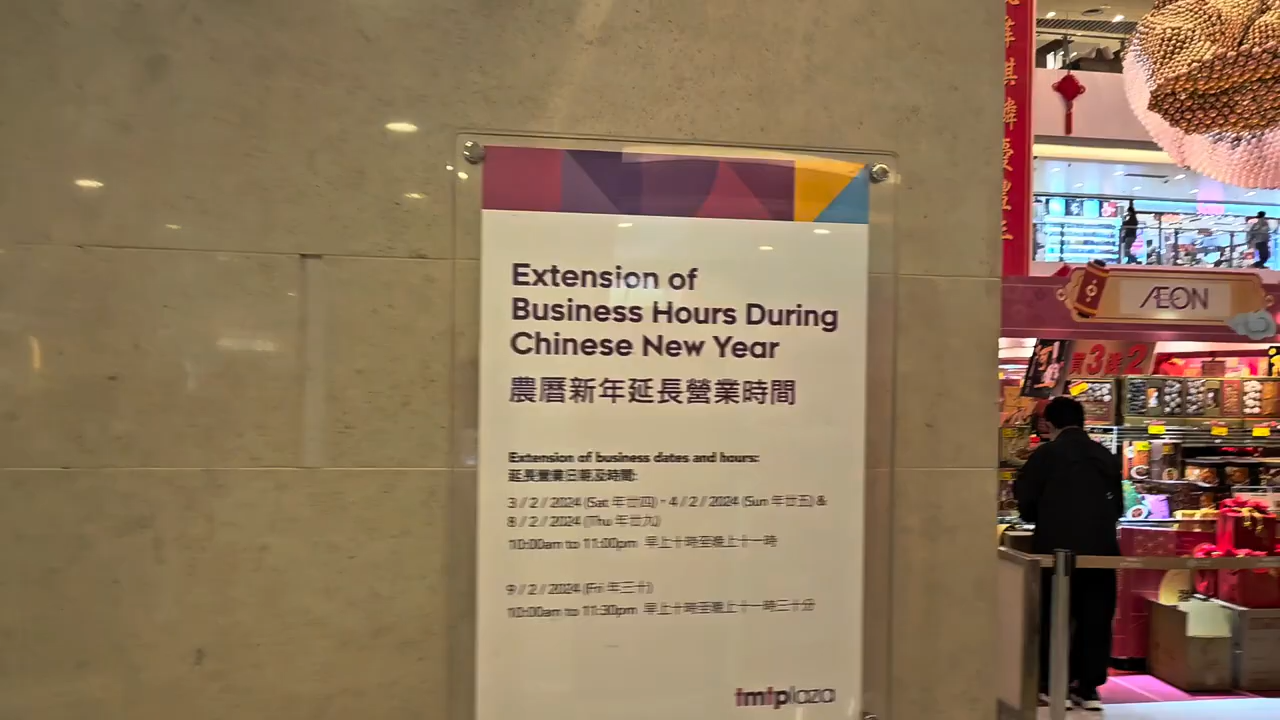 Extension of
Business Hours During
Chinese New Year
農曆新年延長營業時間
Extension of business dates and hours:
延長營業日期及時間:
3 / 2 / 2024 (Sat 年廿四) - 4 / 2 / 2024 (Sun 年廿五) &
8 / 2 / 2024 (Thu 年廿九)
10:00am to 11:00pm 早上十時至晚上十一時
9 / 2 / 2024 (Fri 年三十)
10:00am to 11:30pm 早上十時至晚上十一時三十分
tmtplaza
祺麟
ÆON
買3送2